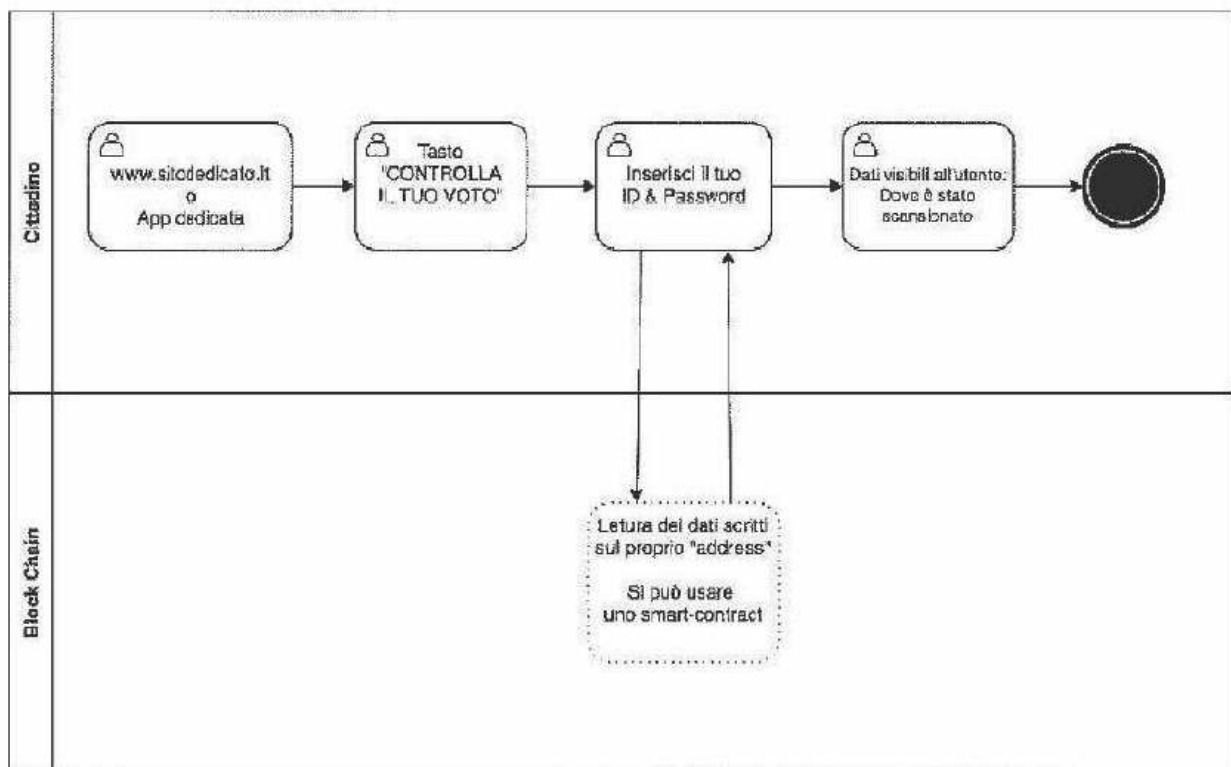 Cittadino
www.sitodedicato.it
o
App dedicata
Tasto
"CONTROLLA
IL TUO VOTO"
Inserisci il tuo
ID & Password
Dati visibili all'utente:
Dove è stato
scansionato
Block Chain
Letura dei dati scritti
sul proprio "address"
Si può usare
uno smart-contract